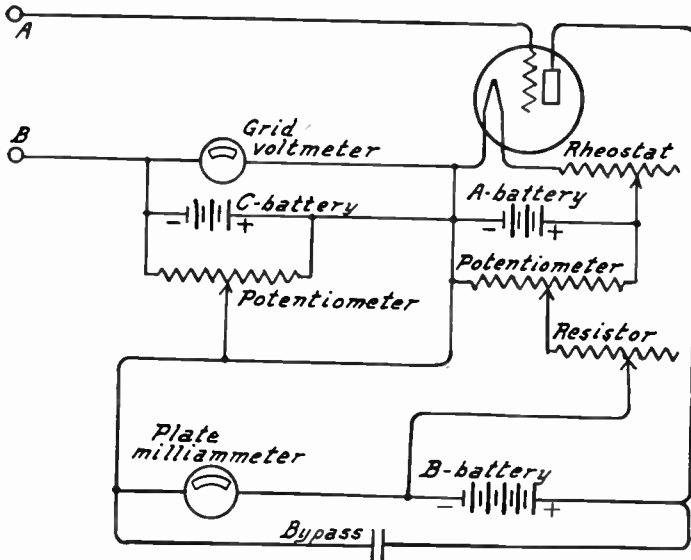 A
B
Grid
voltmeter
Rheostat
C-battery
A-battery
- +
- +
Potentiometer
Potentiometer
Resistor
Plate
milliammeter
B-battery
- +
Bypass